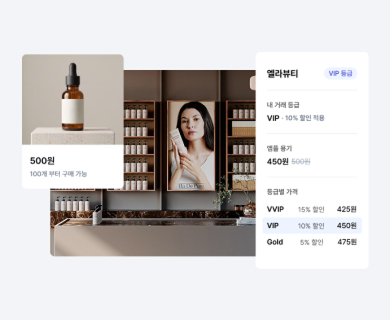 500원
100개 부터 구매 가능
엘라뷰티
VIP 등급
내 거래 등급
VIP · 10% 할인 적용
앰플 용기
450원 500원
등급별 가격
VVIP 15% 할인 425원
VIP 10% 할인 450원
Gold 5% 할인 475원